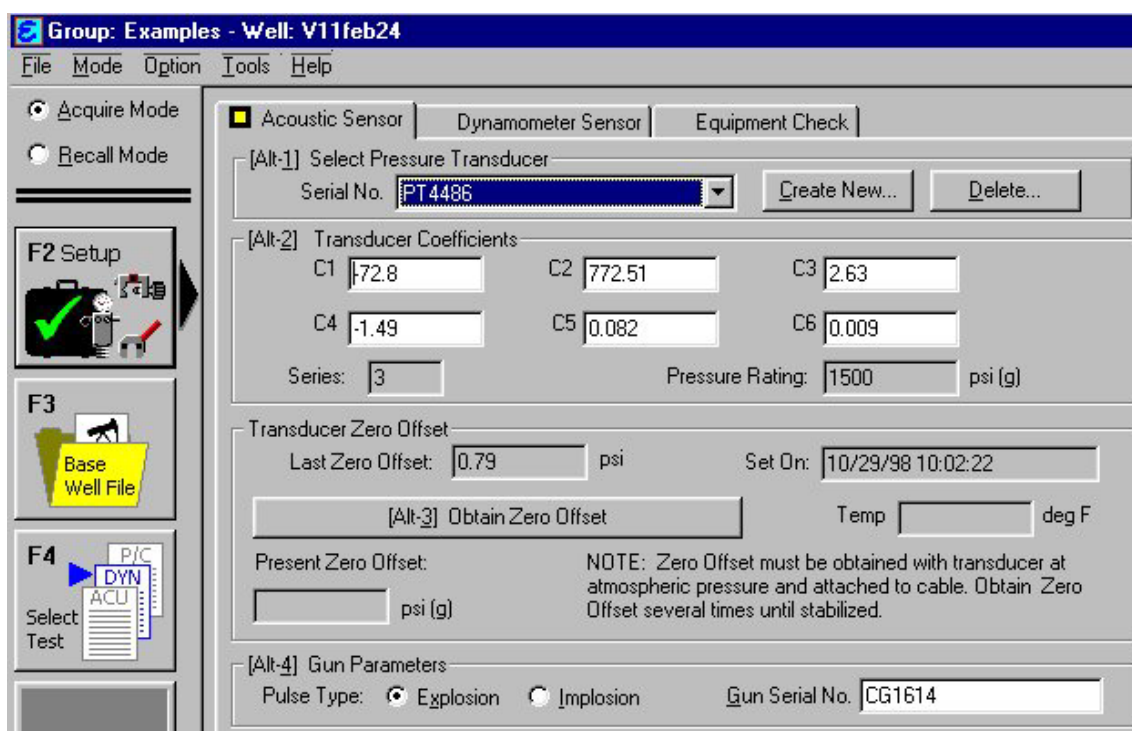 Group: Examples - Well: V11feb24
File Mode Option Tools Help
Acquire Mode
Recall Mode
F2 Setup
F3
Base
Well File
F4
P/C
DYN
ACU
Select
Test
Acoustic Sensor Dynamometer Sensor Equipment Check
[Alt-1] Select Pressure Transducer
Serial No. PT4486 Create New... Delete...
[Alt-2] Transducer Coefficients
C1 -72.8 C2 772.51 C3 2.63
C4 -1.49 C5 0.082 C6 0.009
Series: 3 Pressure Rating: 1500 psi (g)
Transducer Zero Offset
Last Zero Offset: 0.79 psi Set On: 10/29/98 10:02:22
[Alt-3] Obtain Zero Offset Temp deg F
Present Zero Offset:
psi (g)
NOTE: Zero Offset must be obtained with transducer at
atmospheric pressure and attached to cable. Obtain Zero
Offset several times until stabilized.
[Alt-4] Gun Parameters
Pulse Type: Explosion Implosion Gun Serial No. CG1614